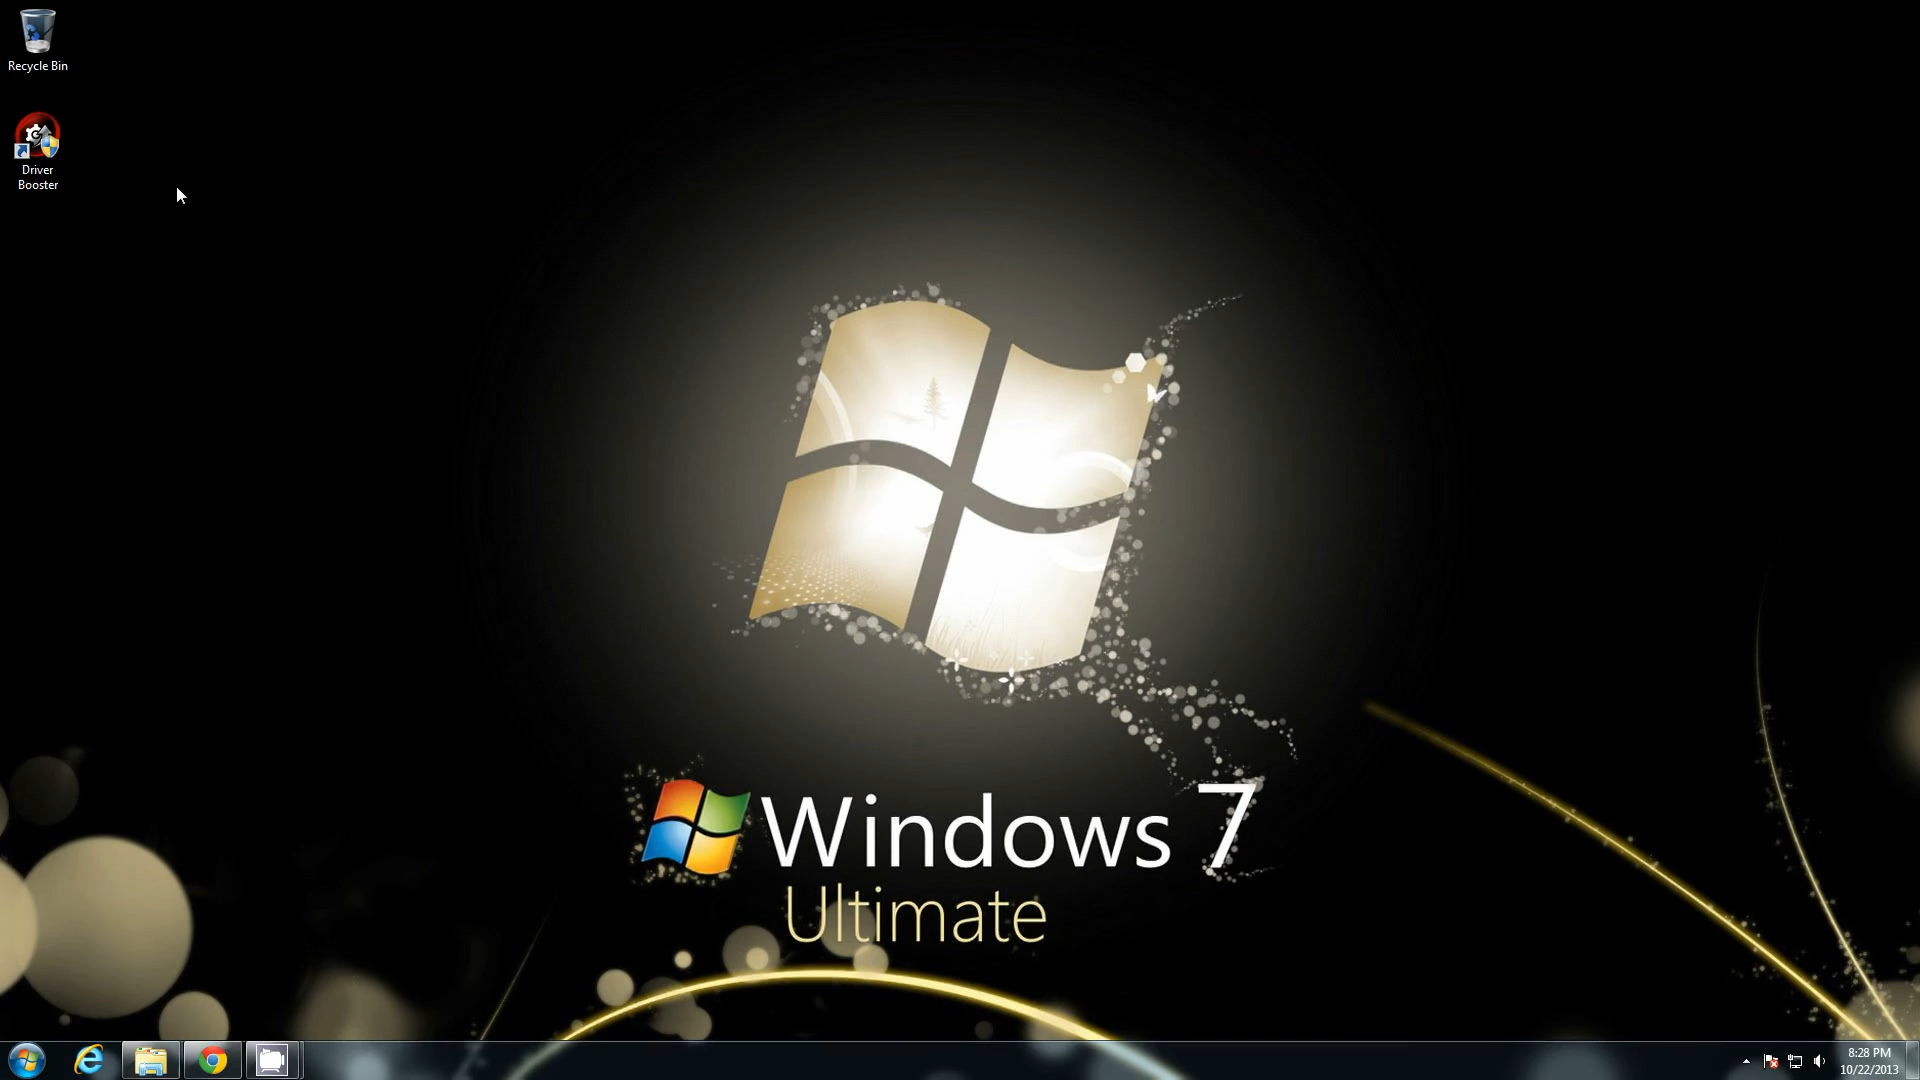 Recycle Bin
Driver
Booster
Windows 7
Ultimate
8:28 PM
10/22/2013